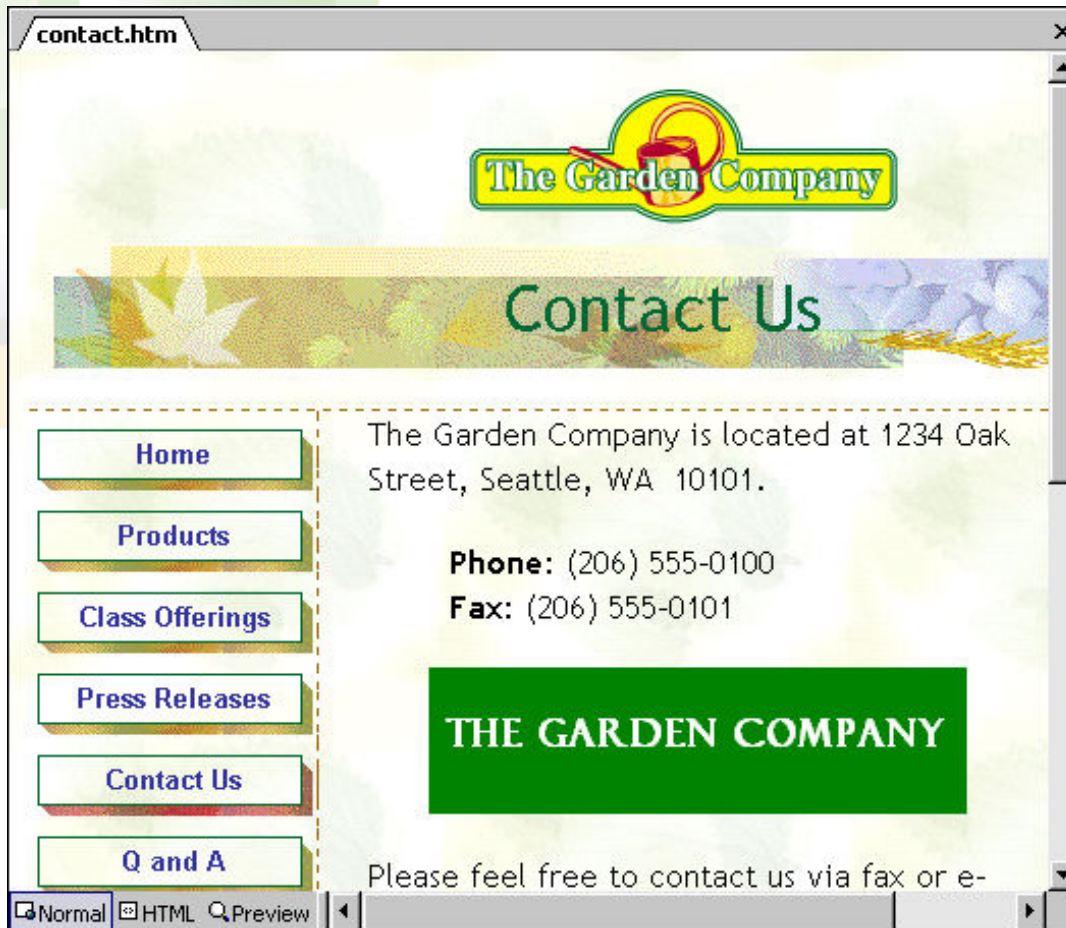 contact.htm
The Garden Company
Contact Us
Home
Products
Class Offerings
Press Releases
Contact Us
Q and A
The Garden Company is located at 1234 Oak
Street, Seattle, WA  10101.
Phone: (206) 555-0100
Fax: (206) 555-0101
THE GARDEN COMPANY
Please feel free to contact us via fax or e-
Normal HTML Preview